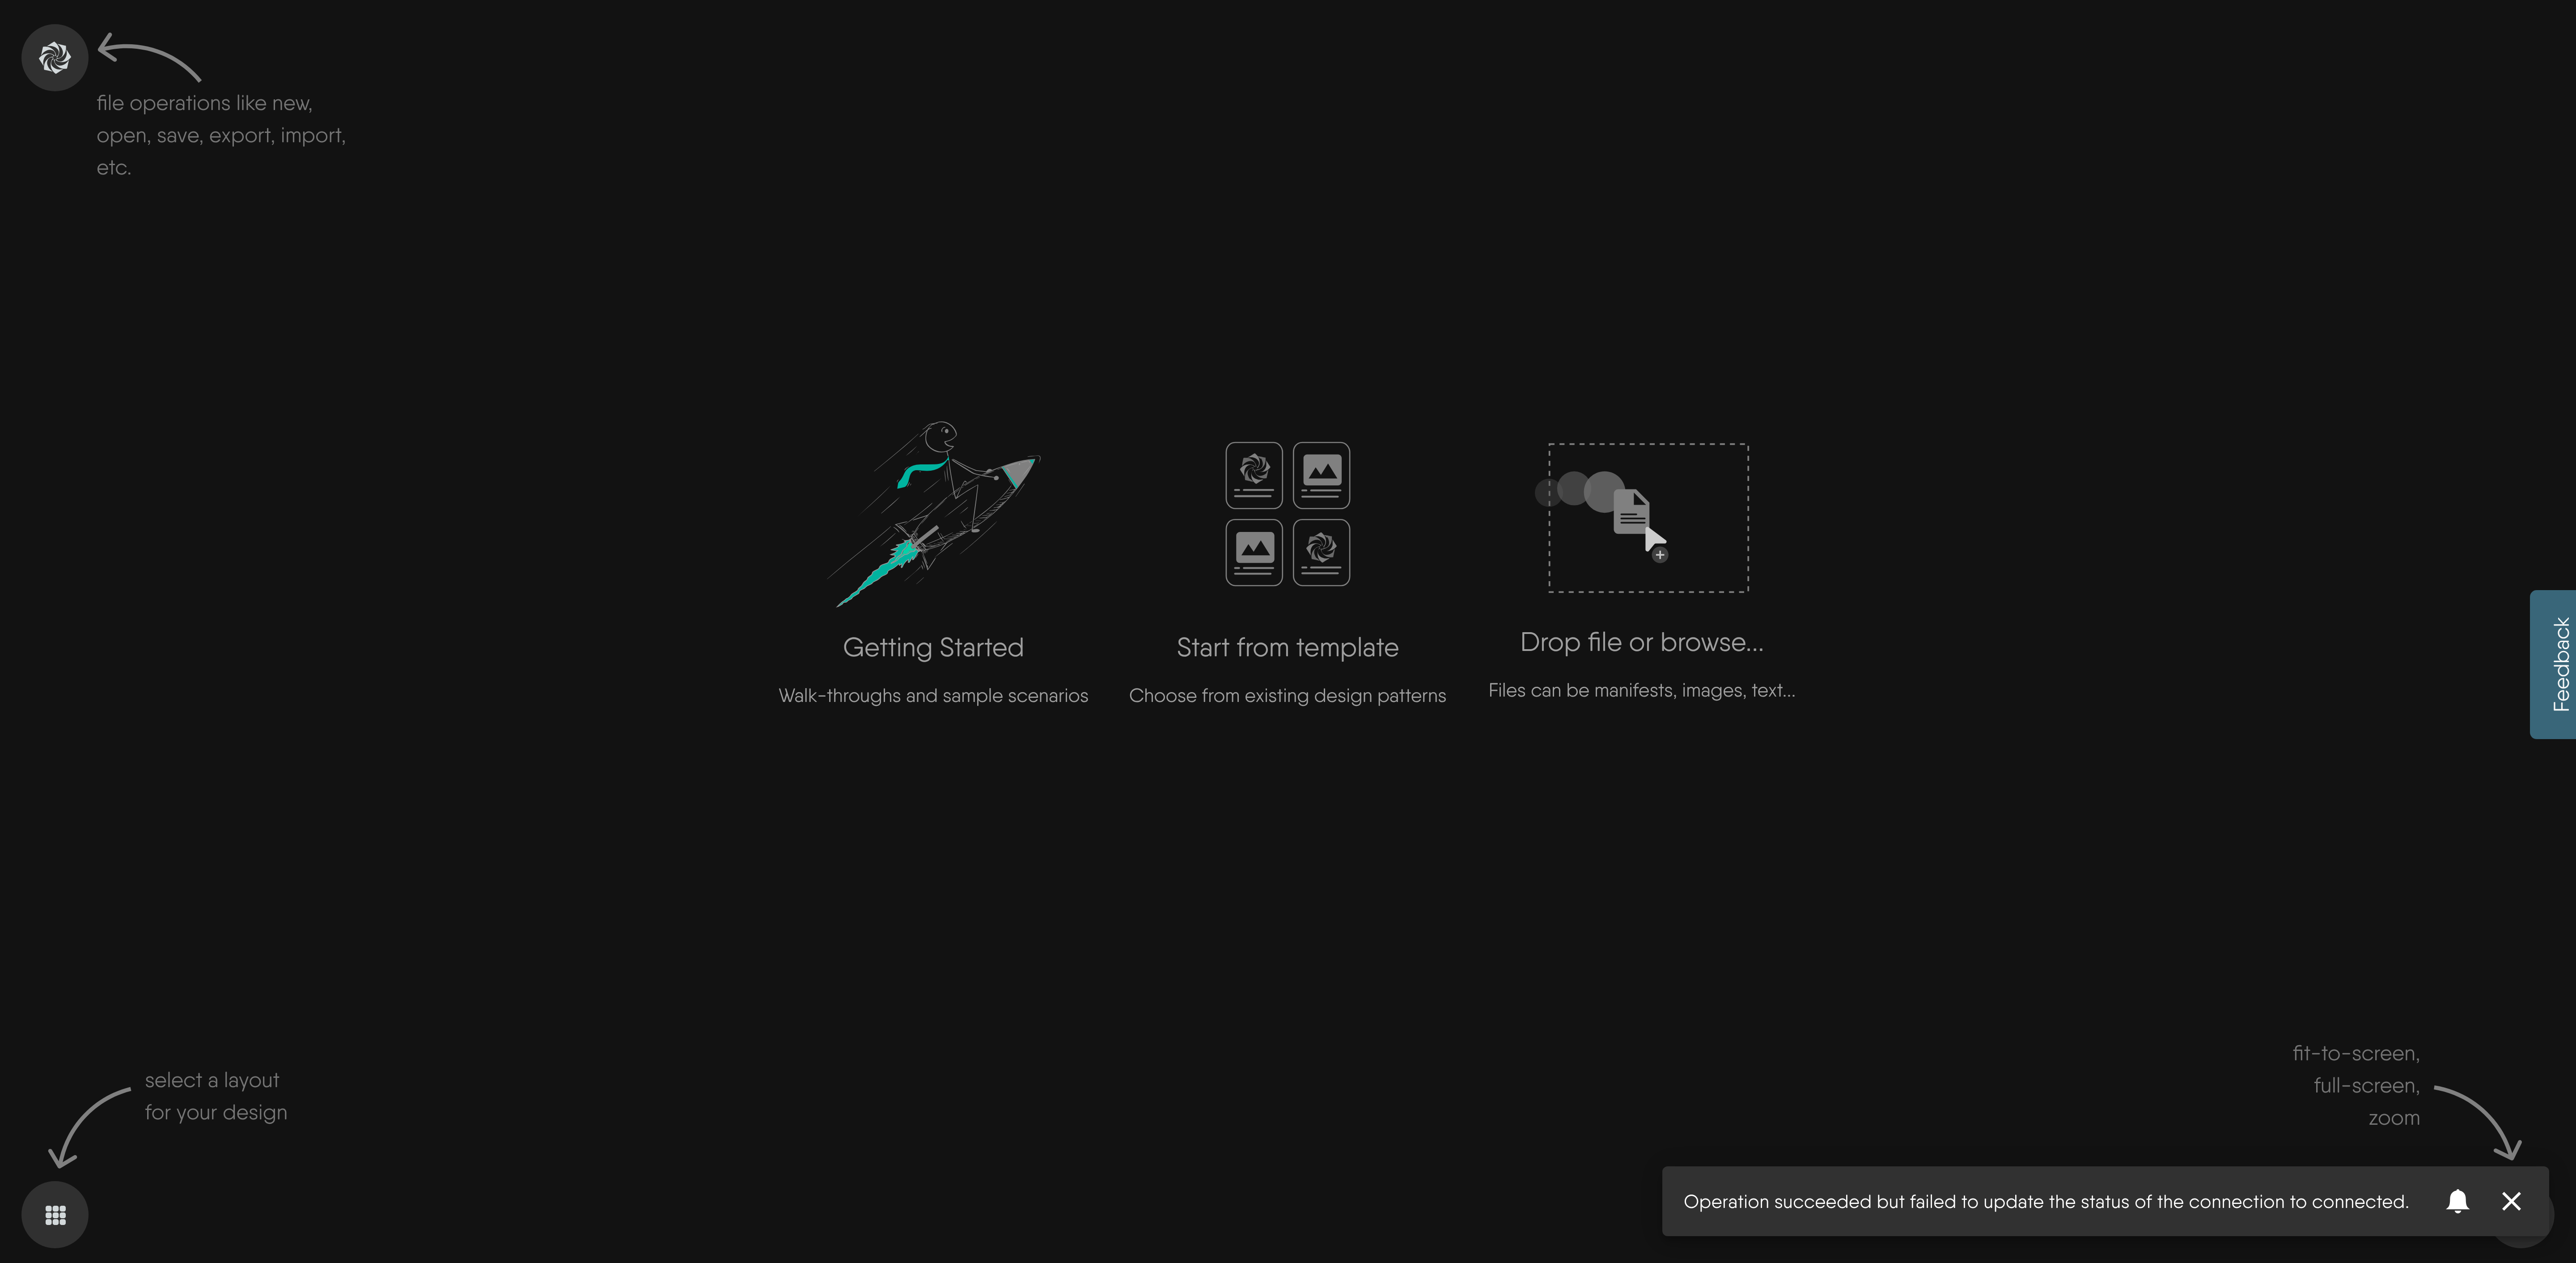 file operations like new,
open, save, export, import,
etc.
Getting Started
Walk-throughs and sample scenarios
Start from template
Choose from existing design patterns
Drop file or browse...
Files can be manifests, images, text...
Feedback
select a layout
for your design
fit-to-screen,
full-screen,
zoom
Operation succeeded but failed to update the status of the connection to connected.